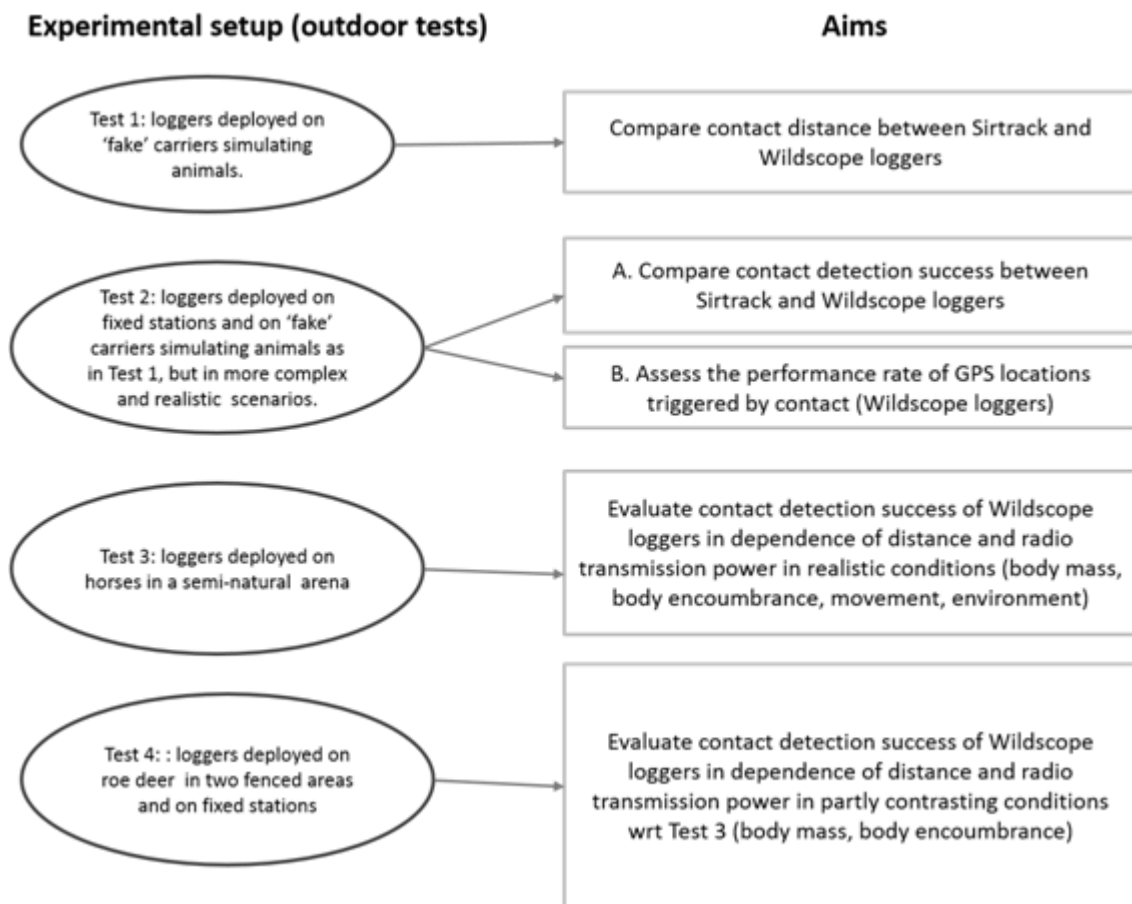 Experimental setup (outdoor tests)
Aims
Test 1: loggers deployed on
‘fake’ carriers simulating
animals.
Compare contact distance between Sirtrack and
Wildscope loggers
Test 2: loggers deployed on
fixed stations and on ‘fake’
carriers simulating animals as
in Test 1, but in more complex
and realistic scenarios.
A. Compare contact detection success between
Sirtrack and Wildscope loggers
B. Assess the performance rate of GPS locations
triggered by contact (Wildscope loggers)
Test 3: loggers deployed on
horses in a semi-natural arena
Evaluate contact detection success of Wildscope
loggers in dependence of distance and radio
transmission power in realistic conditions (body mass,
body encoumbrance, movement, environment)
Test 4: : loggers deployed on
roe deer in two fenced areas
and on fixed stations
Evaluate contact detection success of Wildscope
loggers in dependence of distance and radio
transmission power in partly contrasting conditions
wrt Test 3 (body mass, body encoumbrance)